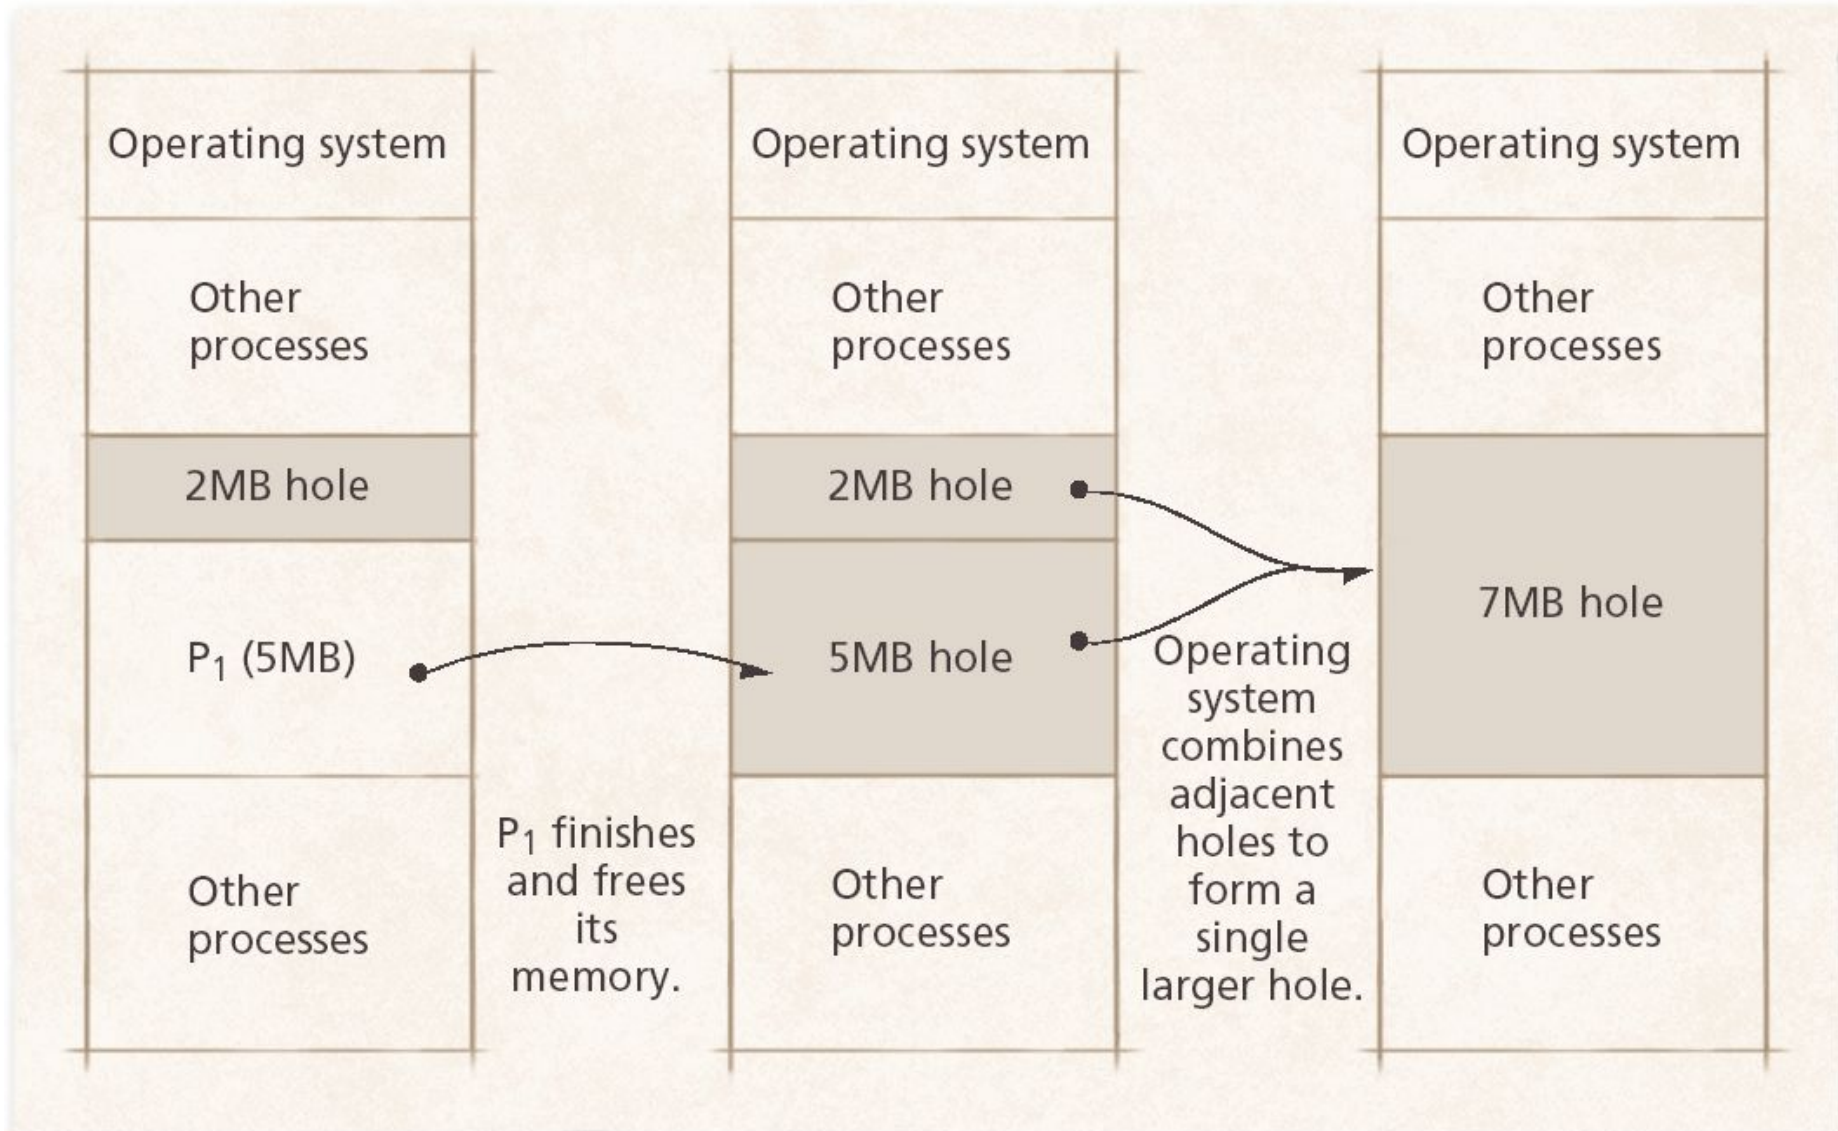 Operating system
Other
processes
2MB hole
P₁ (5MB)
Other
processes
P₁ finishes
and frees
its
memory.
Operating system
Other
processes
2MB hole
5MB hole
Other
processes
Operating
system
combines
adjacent
holes to
form a
single
larger hole.
Operating system
Other
processes
7MB hole
Other
processes